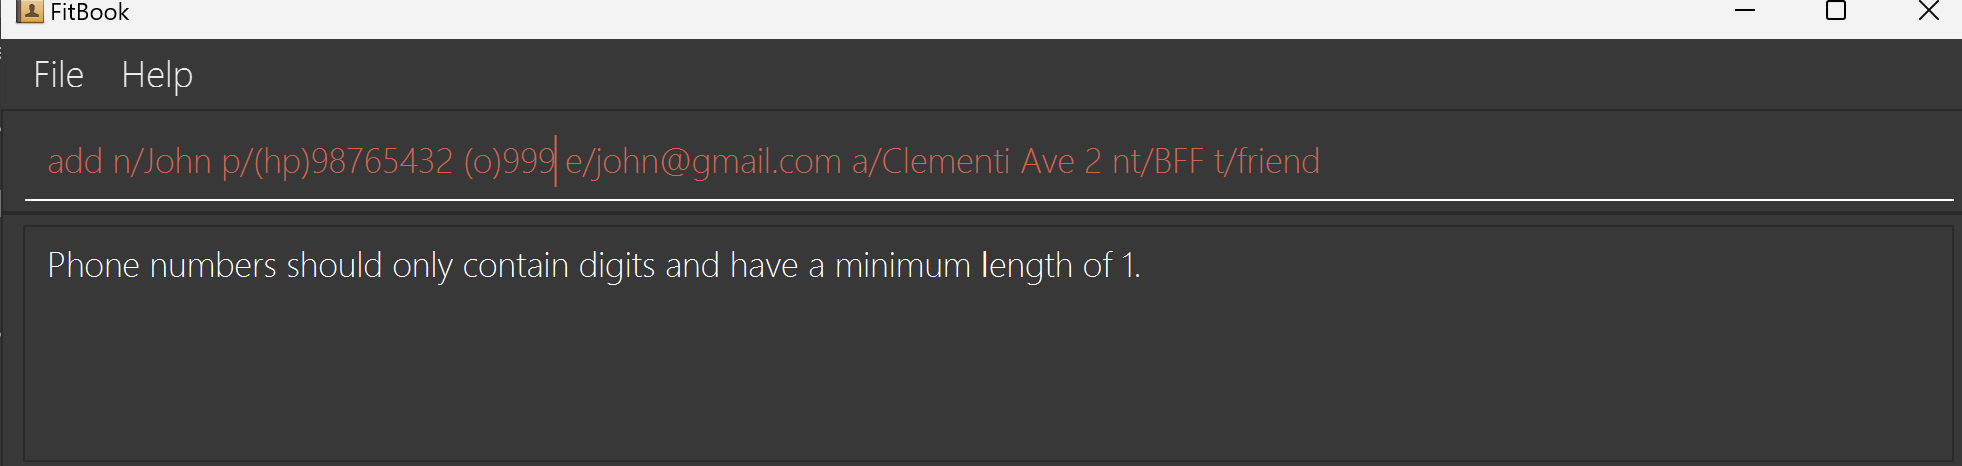 FitBook
File Help
add n/John p/(hp)98765432 (o)999 e/john@gmail.com a/Clementi Ave 2 nt/BFF t/friend
Phone numbers should only contain digits and have a minimum length of 1.